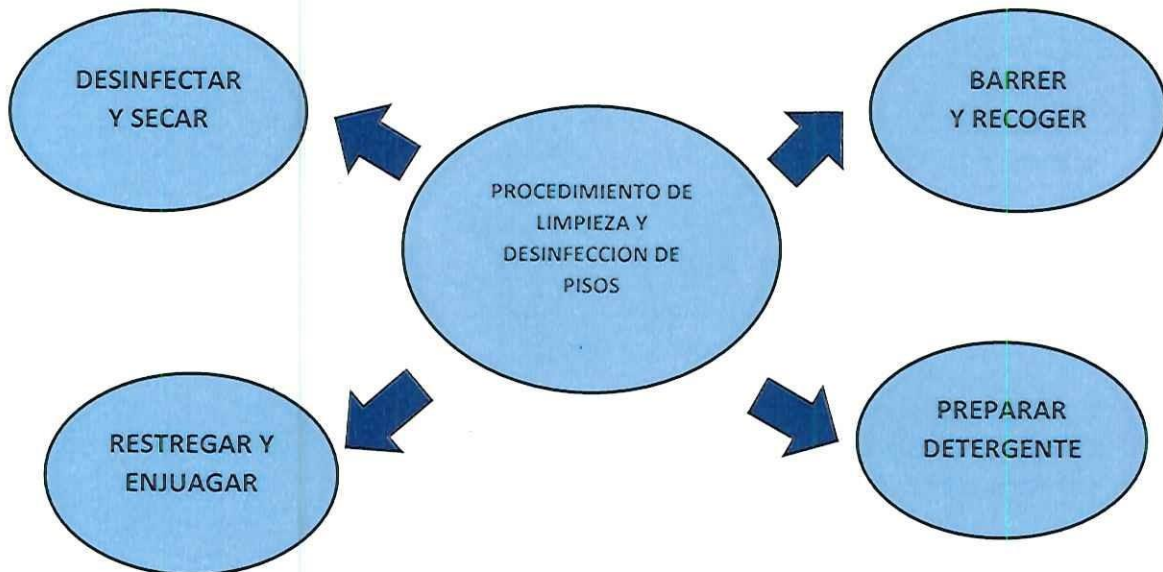 DESINFECTAR
Y SECAR
BARRER
Y RECOGER
PROCEDIMIENTO DE
LIMPIEZA Y
DESINFECCION DE
PISOS
RESTREGAR Y
ENJUAGAR
PREPARAR
DETERGENTE